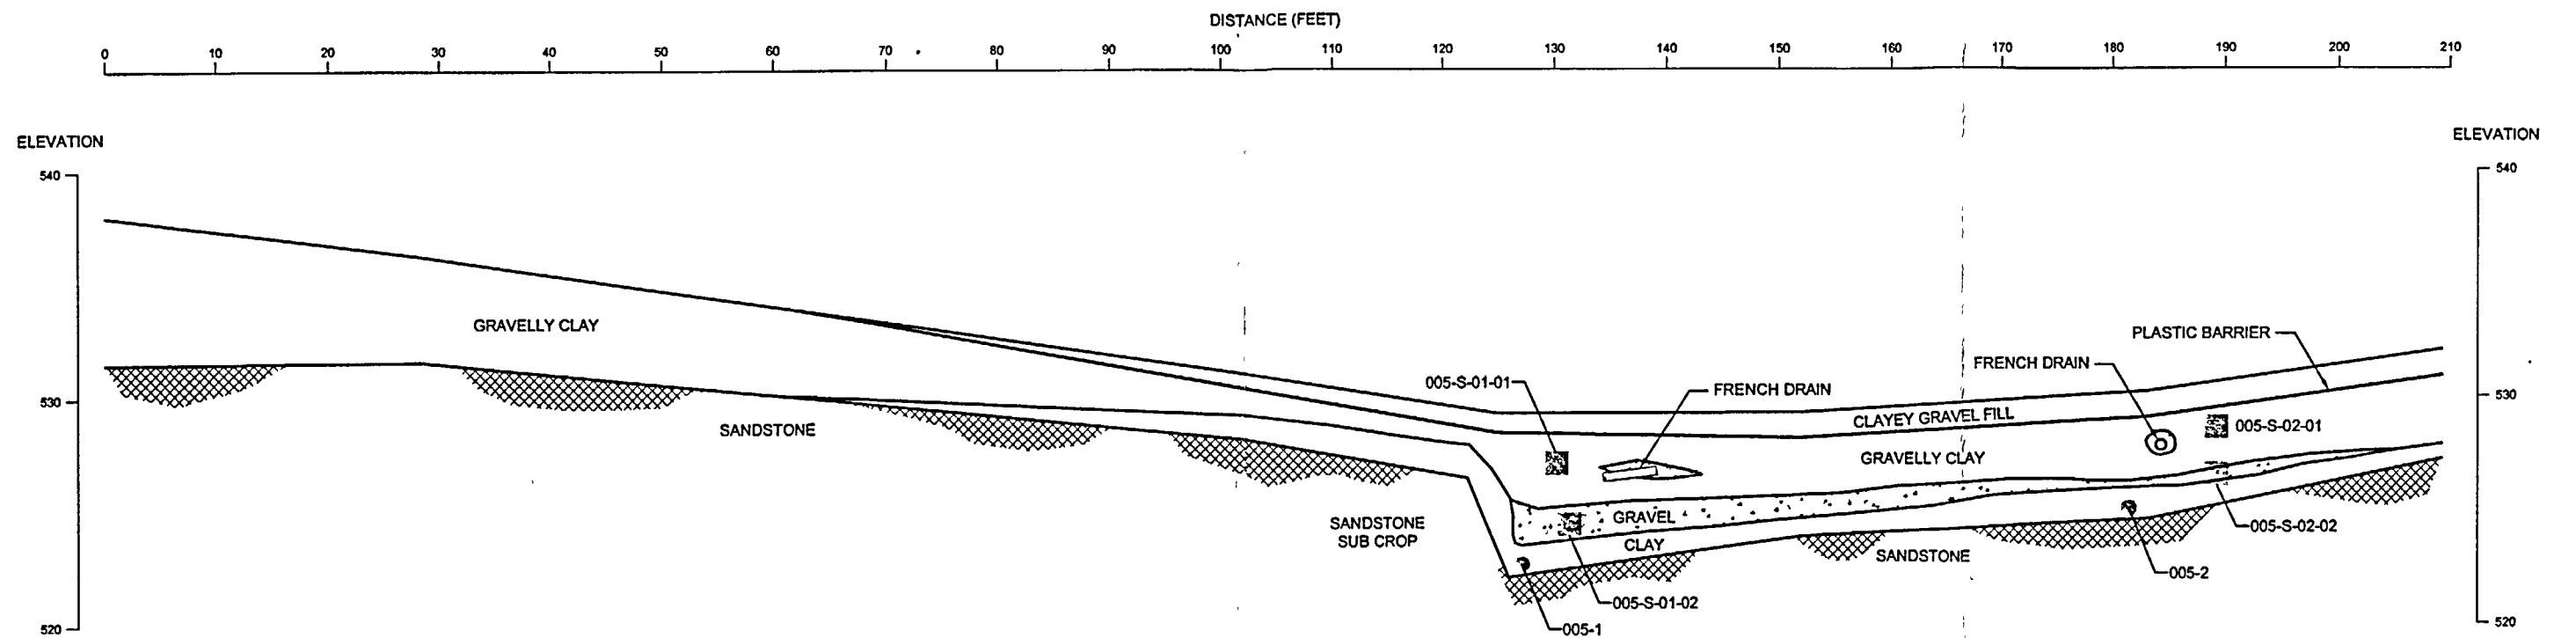 DISTANCE (FEET)
0 10 20 30 40 50 60 70 80 90 100 110 120 130 140 150 160 170 180 190 200 210
ELEVATION
ELEVATION
540
540
PLASTIC BARRIER
GRAVELLY CLAY
FRENCH DRAIN
005-S-01-01
FRENCH DRAIN
530
530
CLAYEY GRAVEL FILL
005-S-02-01
SANDSTONE
GRAVELLY CLAY
SANDSTONE
SUB CROP
GRAVEL
005-S-02-02
CLAY
SANDSTONE
005-2
005-S-01-02
520
005-1
520